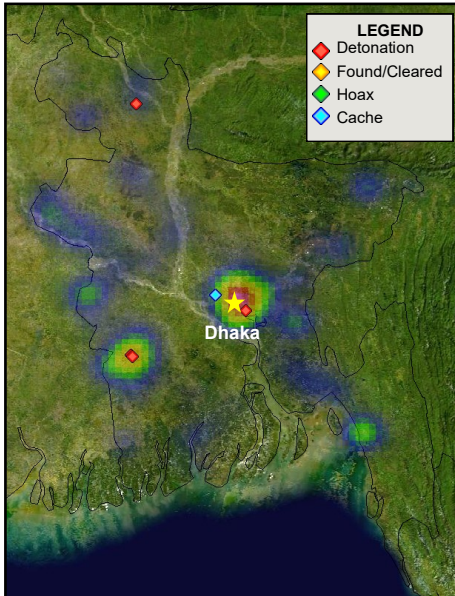 LEGEND
Detonation
Found/Cleared
Hoax
Cache
Dhaka